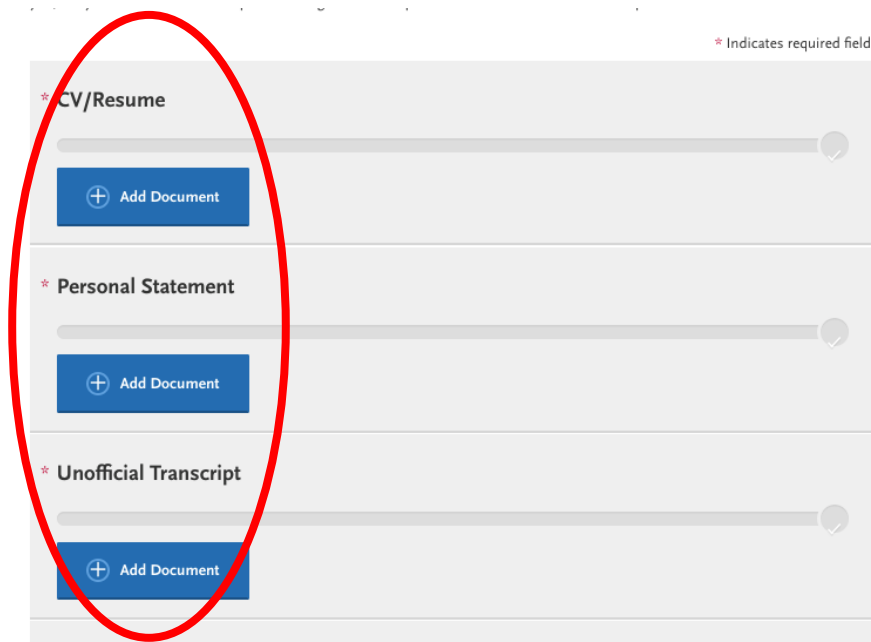 * Indicates required field
* CV/Resume
Add Document
* Personal Statement
Add Document
* Unofficial Transcript
Add Document